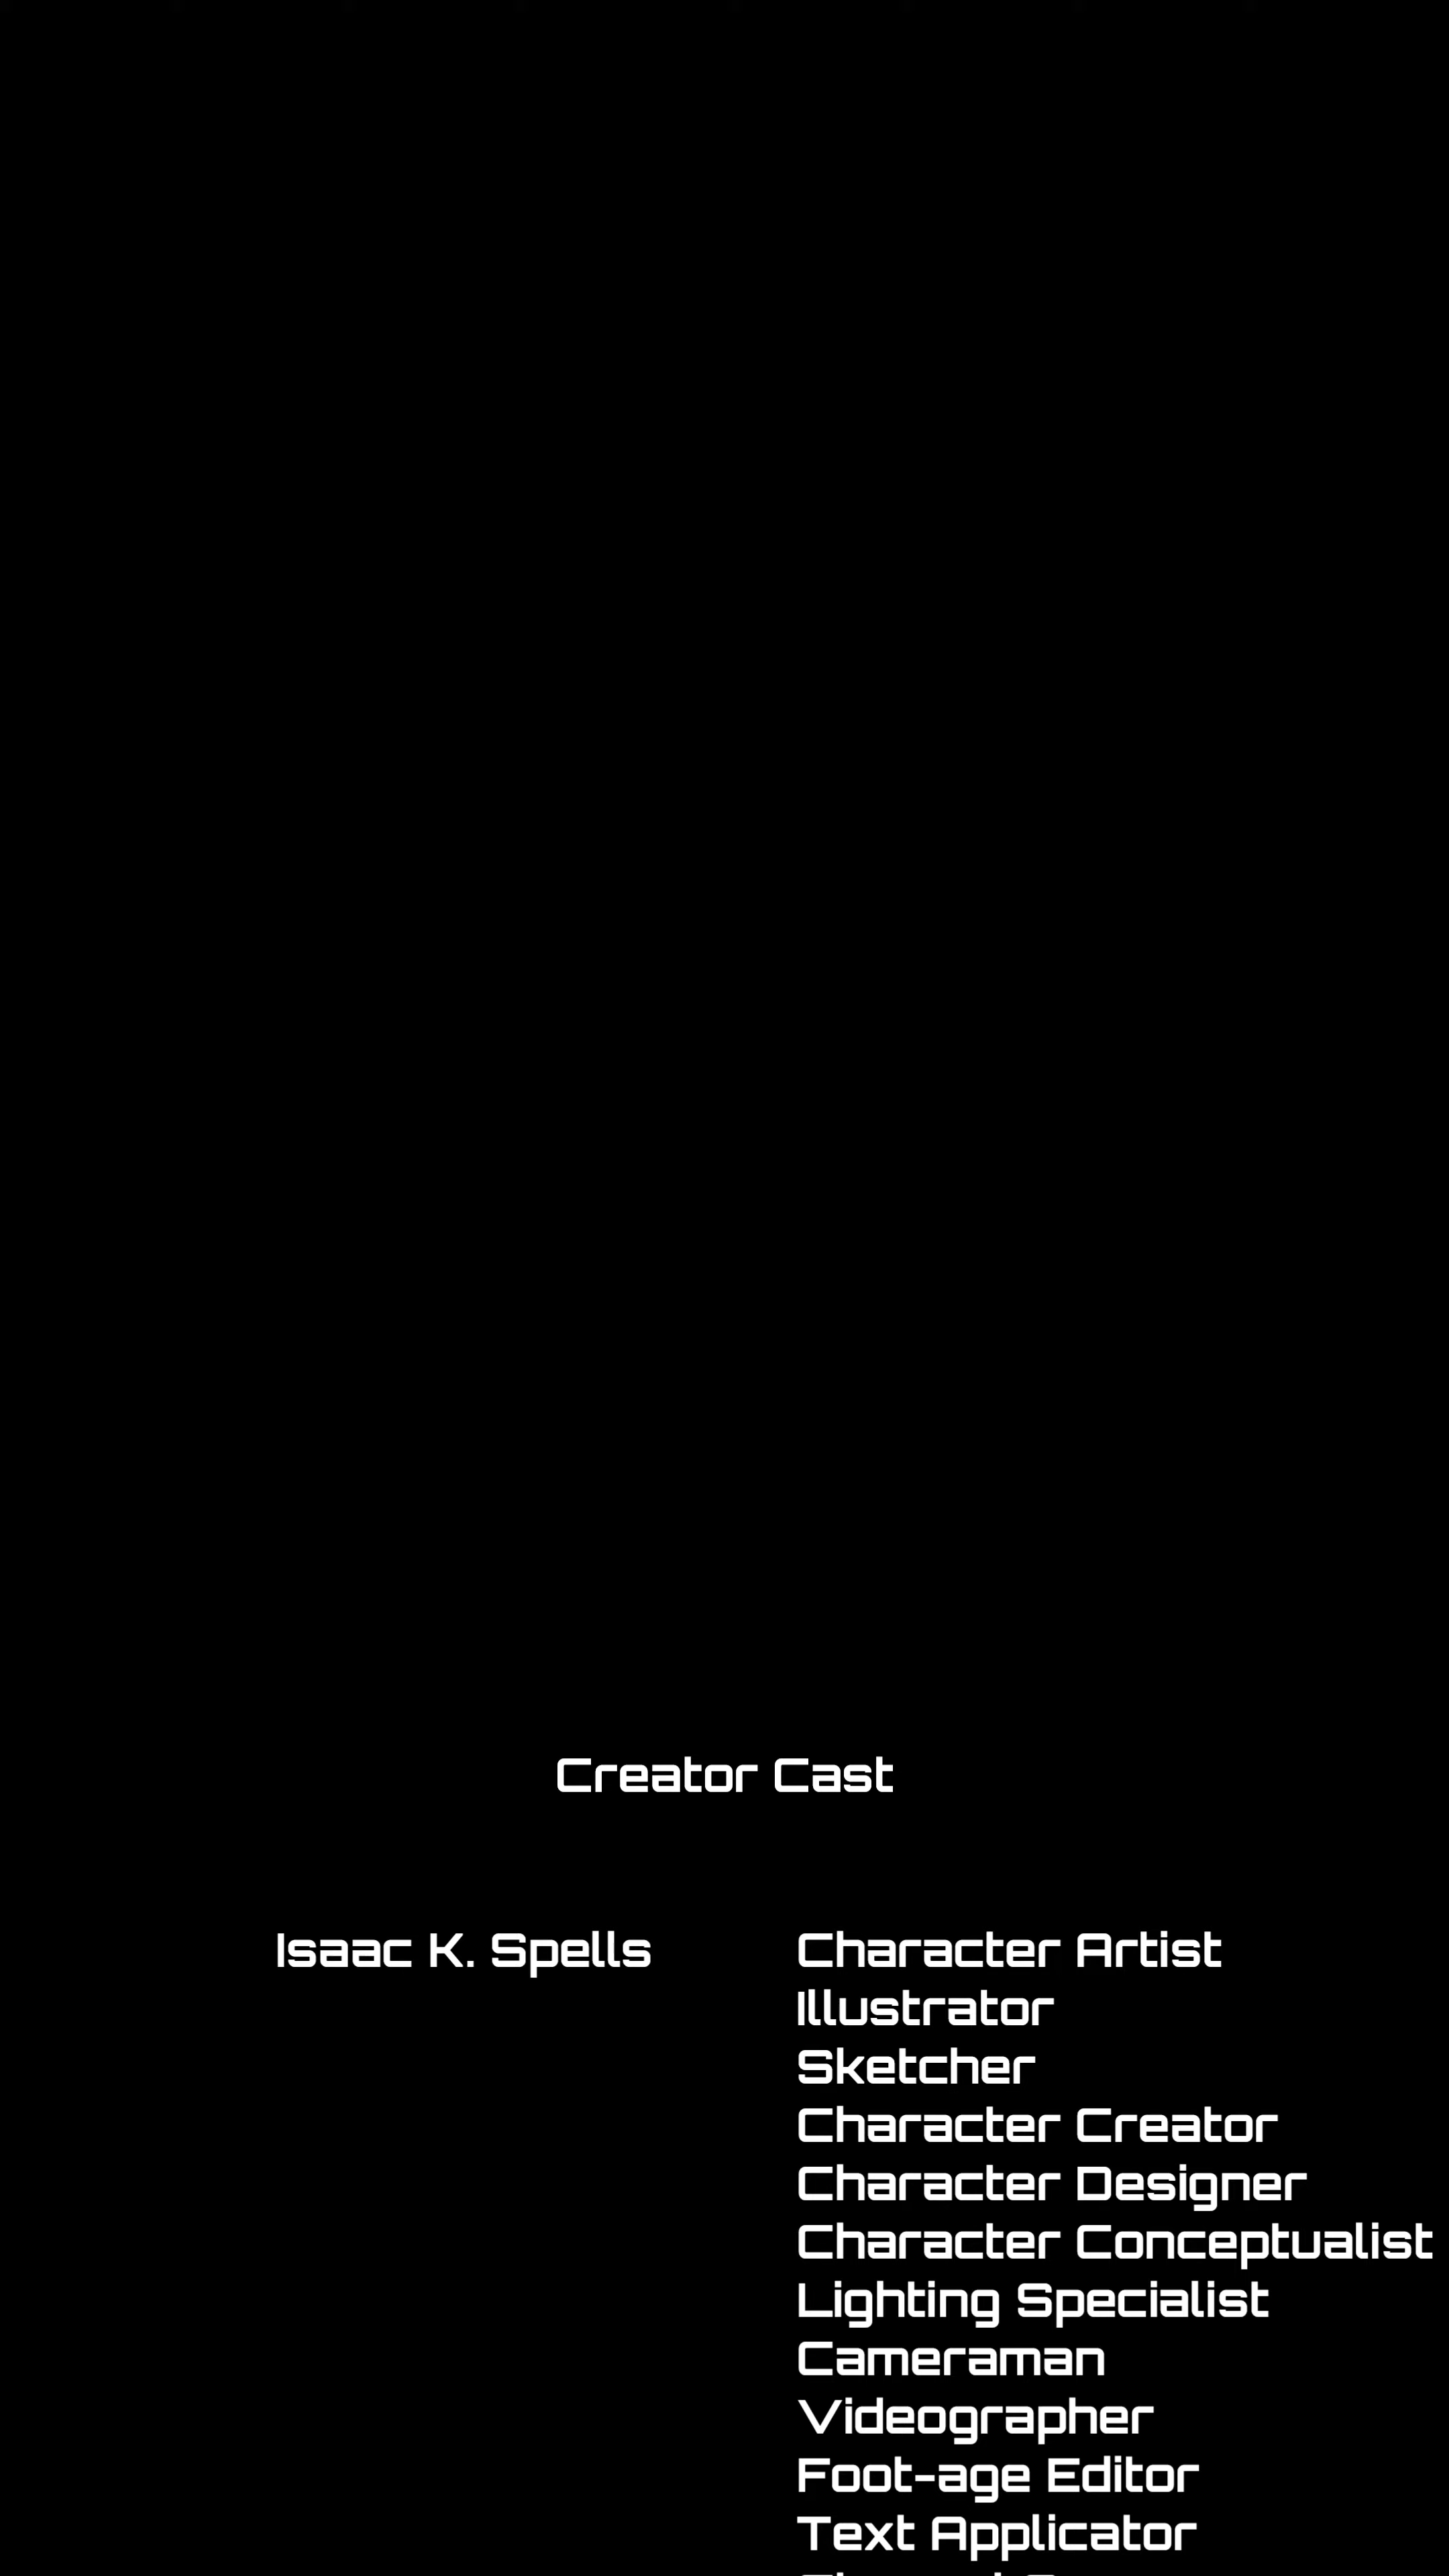 Creator Cast
Isaac K. Spells Character Artist
Illustrator
Sketcher
Character Creator
Character Designer
Character Conceptualist
Lighting Specialist
Cameraman
Videographer
Foot-age Editor
Text Applicator